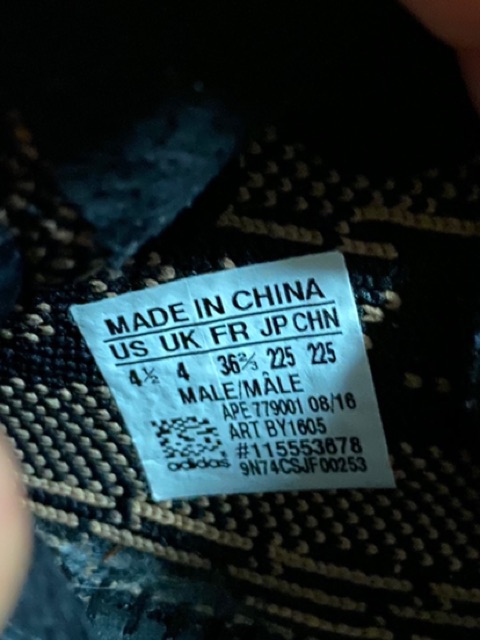 MADE IN CHINA
US UK FR JP CHN
4½ 4 36⅔ 225 225
MALE/MALE
APE 779001 08/16
ART BY1605
#115553678
adidas 9N74CSJF00253